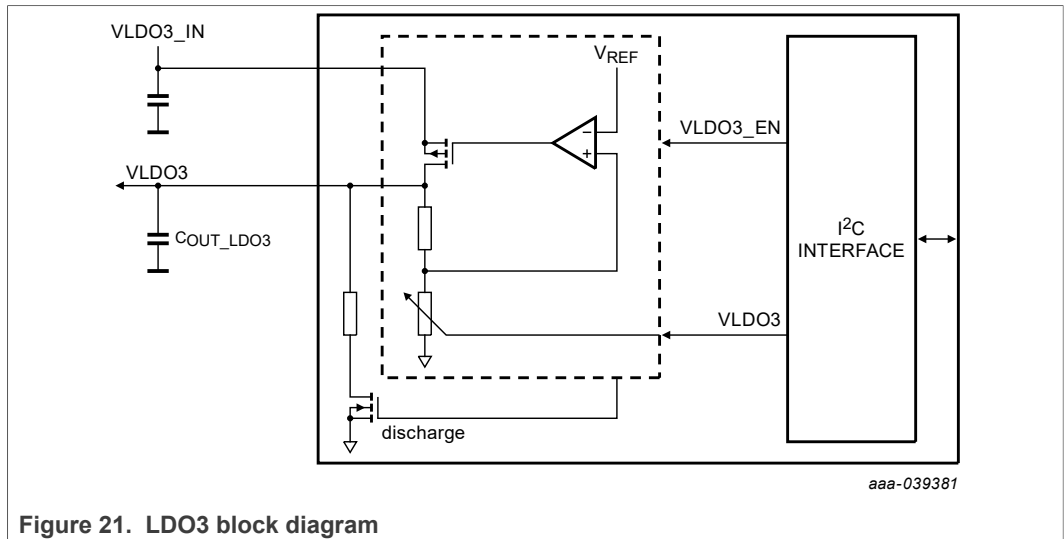 VLDO3_IN
VREF
−
+
VLDO3_EN
VLDO3
COUT_LDO3
I2C
INTERFACE
VLDO3
discharge
aaa-039381
Figure 21. LDO3 block diagram